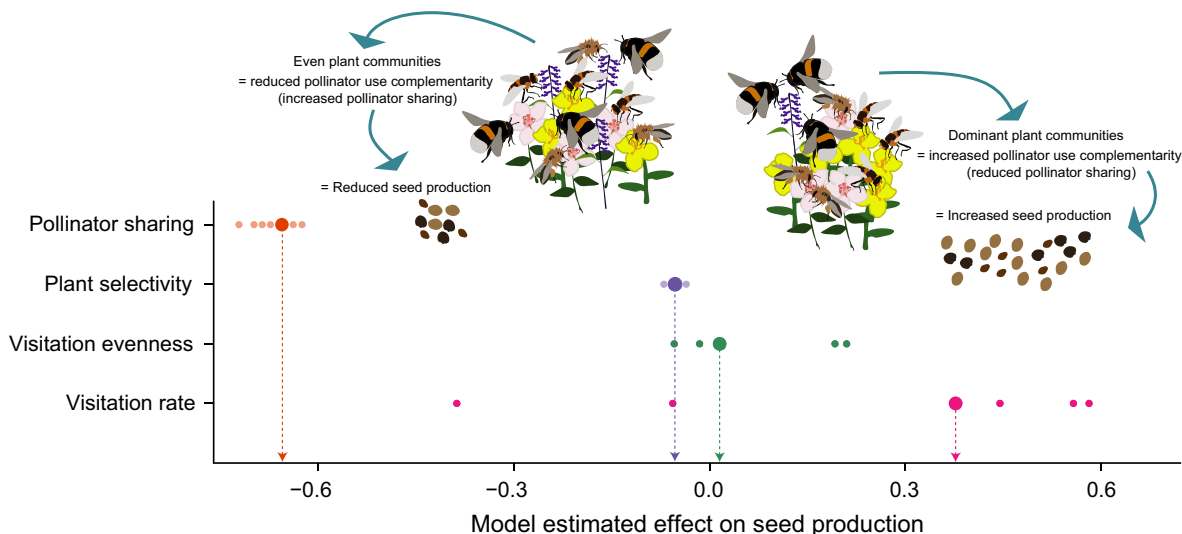 Even plant communities
= reduced pollinator use complementarity
(increased pollinator sharing)
= Reduced seed production
Dominant plant communities
= increased pollinator use complementarity
(reduced pollinator sharing)
= Increased seed production
Pollinator sharing
Plant selectivity
Visitation evenness
Visitation rate
−0.6 −0.3 0.0 0.3 0.6
Model estimated effect on seed production